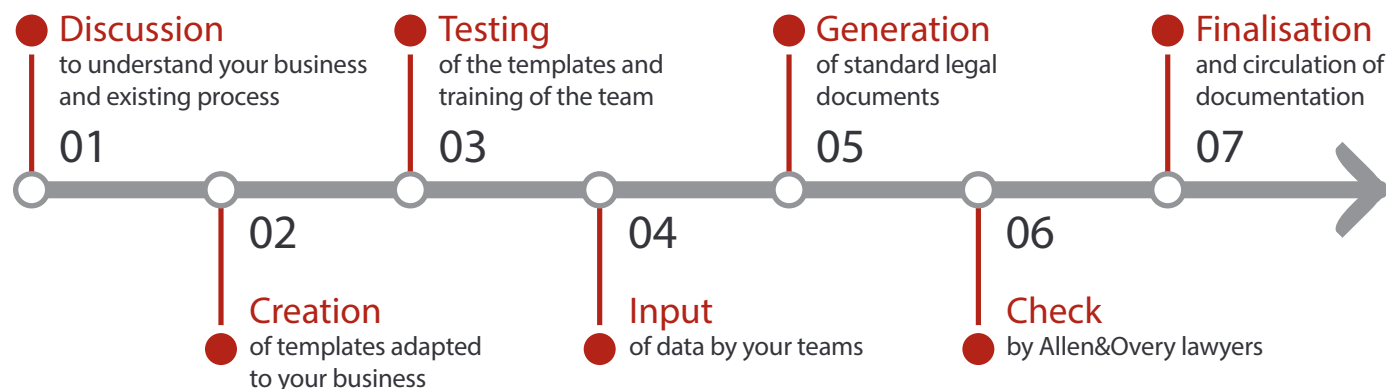 Discussion
to understand your business
and existing process
01
02
Creation
of templates adapted
to your business
Testing
of the templates and
training of the team
03
04
Input
of data by your teams
Generation
of standard legal
documents
05
06
Check
by Allen&Overy lawyers
Finalisation
and circulation of
documentation
07